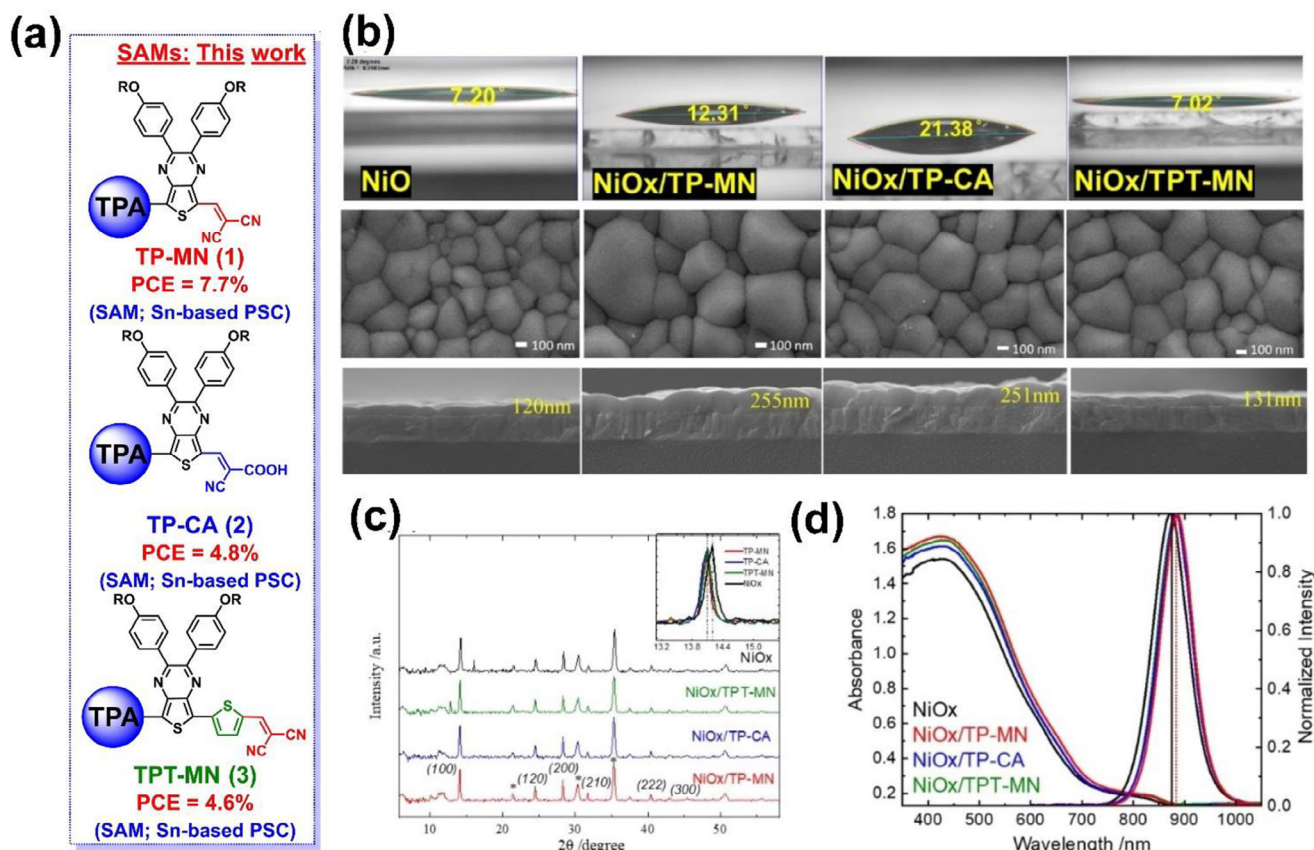 (a)
SAMs: This work
RO
OR
N
N
TPA
S
CN
NC
TP-MN (1)
PCE = 7.7%
(SAM; Sn-based PSC)
RO
OR
N
N
TPA
S
COOH
NC
TP-CA (2)
PCE = 4.8%
(SAM; Sn-based PSC)
RO
OR
N
N
TPA
S
S
CN
NC
TPT-MN (3)
PCE = 4.6%
(SAM; Sn-based PSC)
(b)
7.20°
NiO
12.31°
NiOx/TP-MN
21.38°
NiOx/TP-CA
7.02°
NiOx/TPT-MN
100 nm
100 nm
100 nm
100 nm
120nm
255nm
251nm
131nm
(c)
TP-MN
TP-CA
TPT-MN
NiOx
13.2 13.8 14.4 15.0
NiOx
NiOx/TPT-MN
NiOx/TP-CA
NiOx/TP-MN
(100)
*
(120)
(200)
*
(210)
*
(222)
(300)
Intensity /a.u.
10 20 30 40 50
2θ /degree
(d)
1.8
1.6
1.4
1.2
1.0
0.8
0.6
0.4
0.2
Absorbance
NiOx
NiOx/TP-MN
NiOx/TP-CA
NiOx/TPT-MN
1.0
0.8
0.6
0.4
0.2
0.0
Normalized Intensity
400 500 600 700 800 900 1000
Wavelength /nm